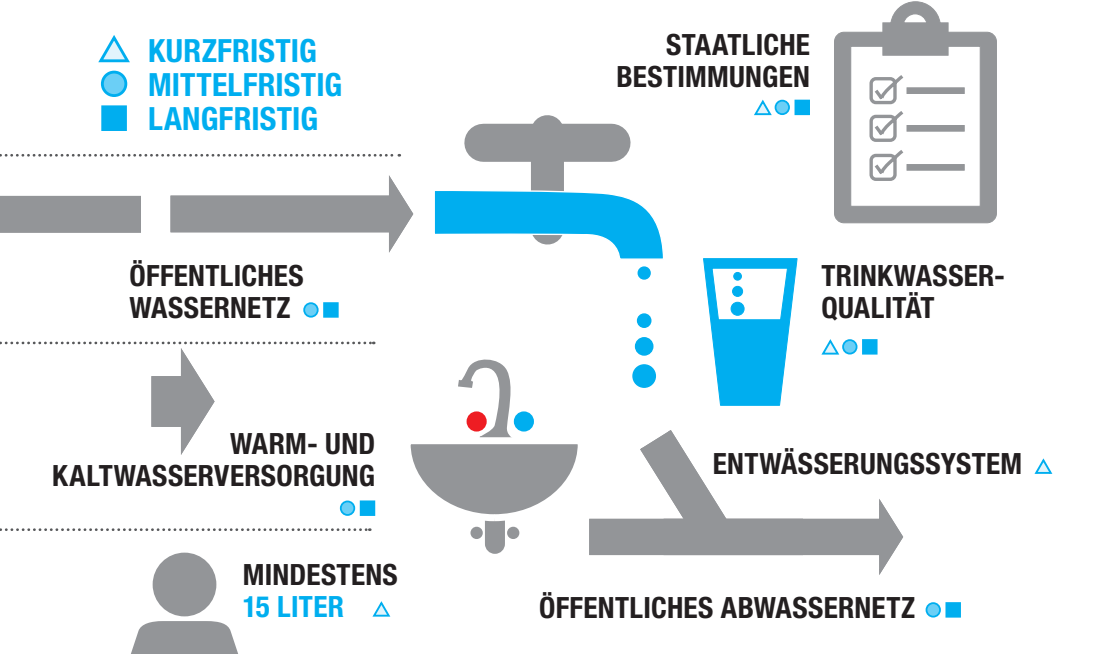 KURZFRISTIG
MITTELFRISTIG
LANGFRISTIG
STAATLICHE
BESTIMMUNGEN
ÖFFENTLICHES
WASSERNETZ
TRINKWASSER-
QUALITÄT
WARM- UND
KALTWASSERVERSORGUNG
ENTWÄSSERUNGSSYSTEM
MINDESTENS
15 LITER
ÖFFENTLICHES ABWASSERNETZ